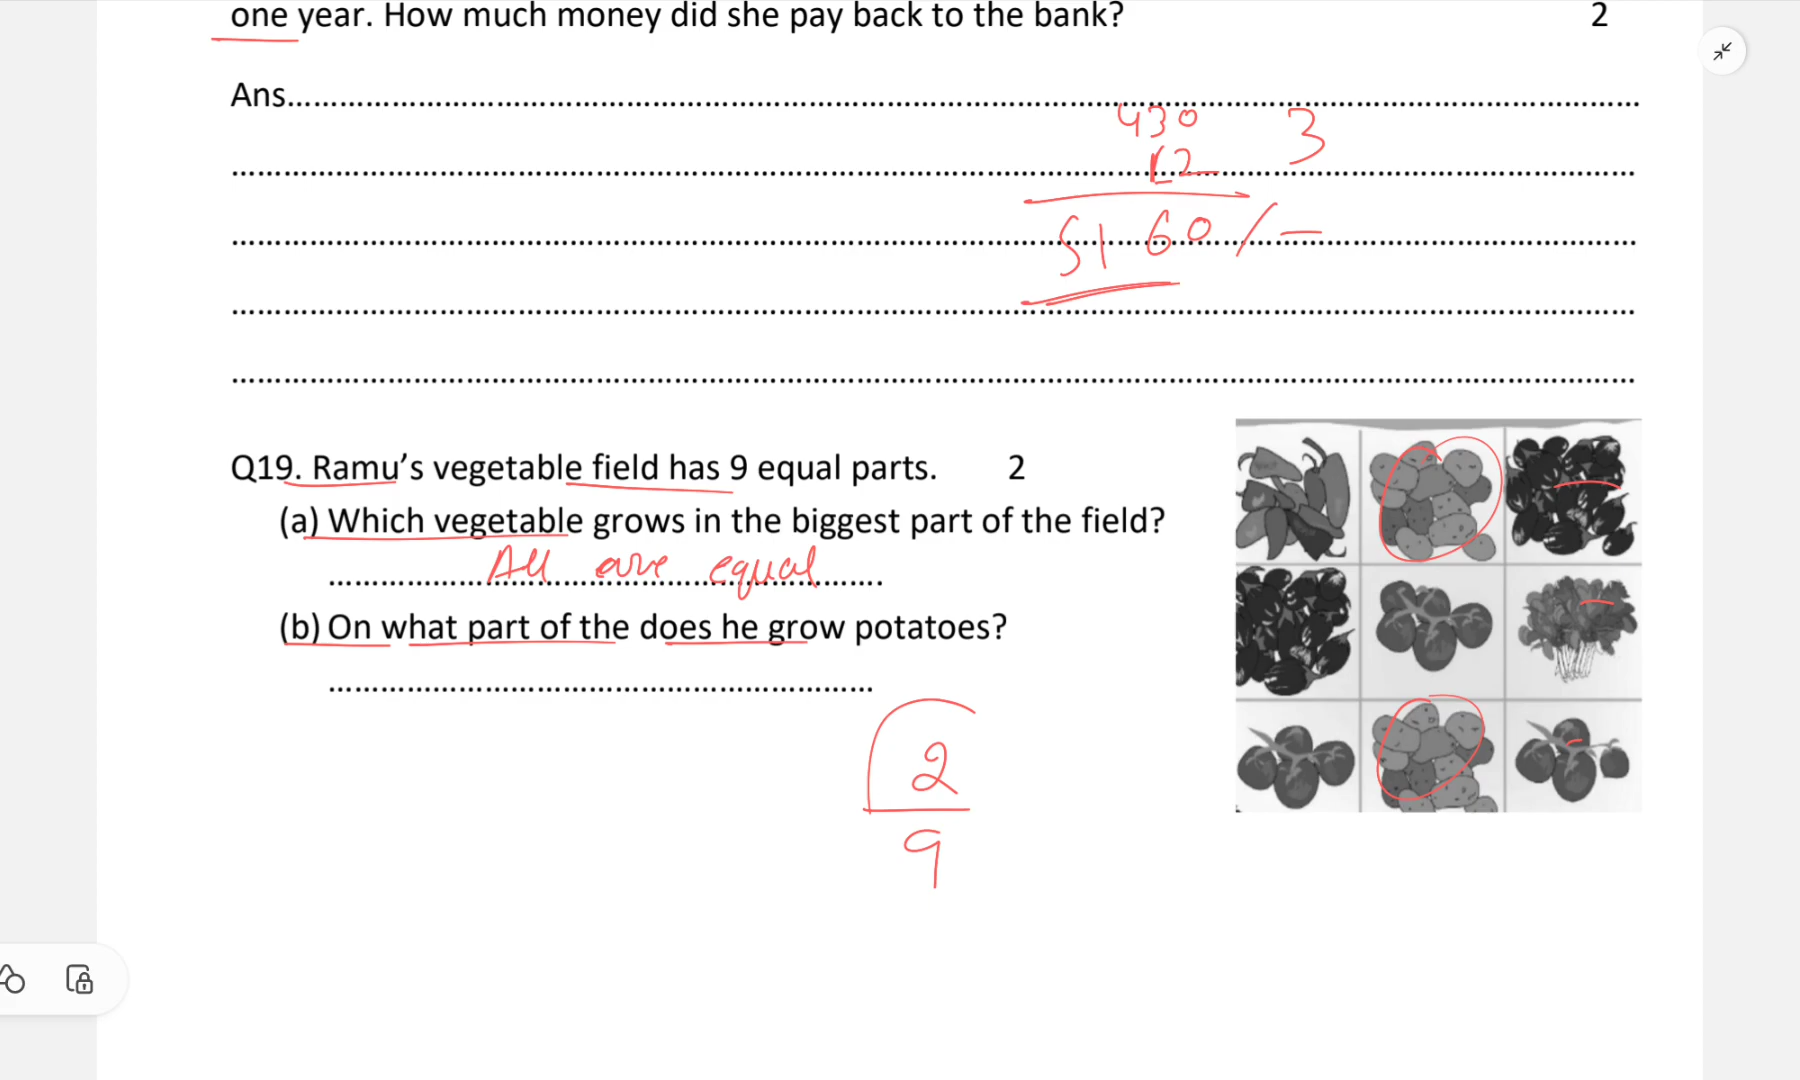 one year. How much money did she pay back to the bank? 2
Ans..........
430 3
12
5160/-
Q19. Ramu's vegetable field has 9 equal parts. 2
(a) Which vegetable grows in the biggest part of the field?
All are equal
(b) On what part of the does he grow potatoes?
2
9